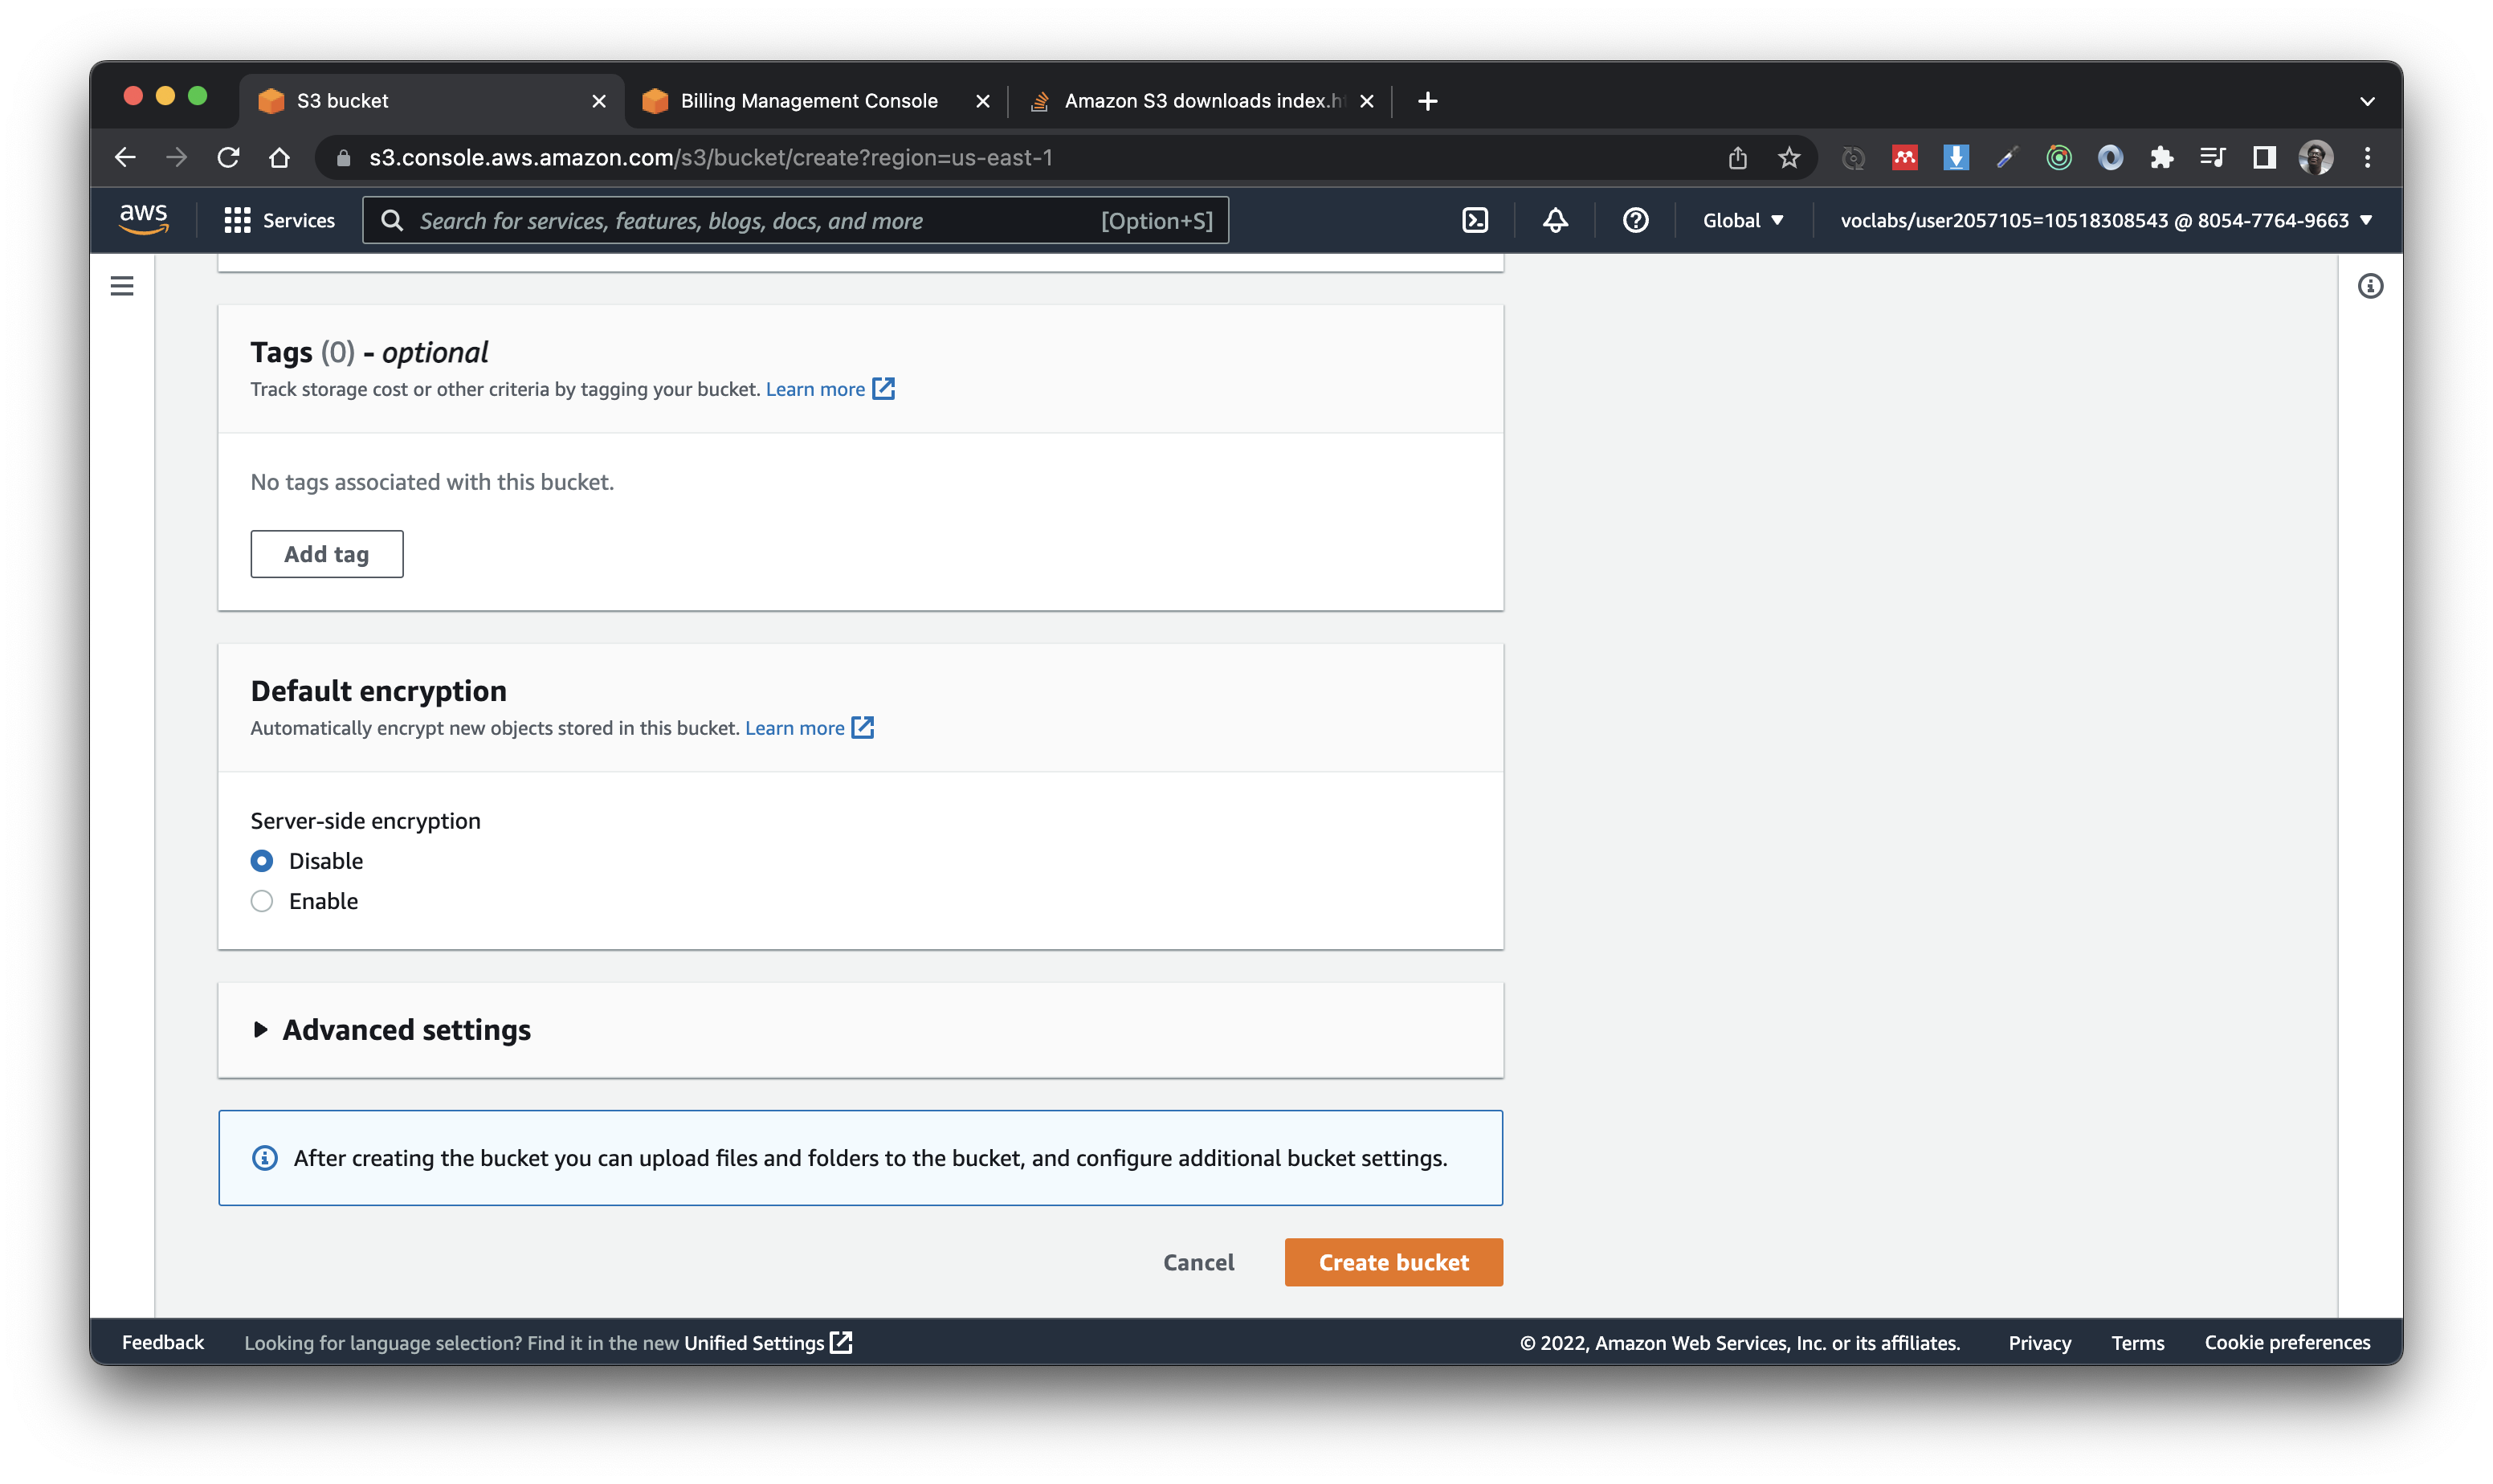 S3 bucket
Billing Management Console
Amazon S3 downloads index.h
s3.console.aws.amazon.com/s3/bucket/create?region=us-east-1
aws
Services
Search for services, features, blogs, docs, and more
[Option+S]
Global
voclabs/user2057105=10518308543 @ 8054-7764-9663
Tags (0) - optional
Track storage cost or other criteria by tagging your bucket. Learn more
No tags associated with this bucket.
Add tag
Default encryption
Automatically encrypt new objects stored in this bucket. Learn more
Server-side encryption
Disable
Enable
Advanced settings
After creating the bucket you can upload files and folders to the bucket, and configure additional bucket settings.
Cancel
Create bucket
Feedback
Looking for language selection? Find it in the new Unified Settings
© 2022, Amazon Web Services, Inc. or its affiliates.
Privacy
Terms
Cookie preferences